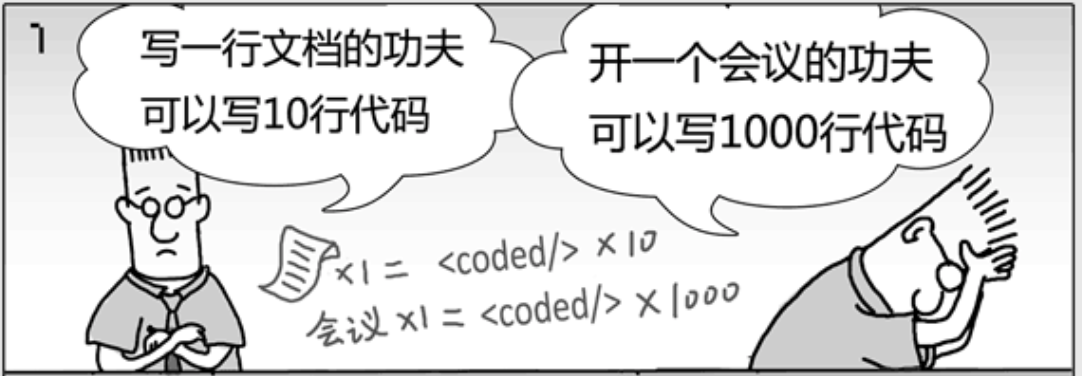 1
写一行文档的功夫
可以写10行代码
开一个会议的功夫
可以写1000行代码
×1 = <coded/> ×10
会议 ×1 = <coded/> ×1000